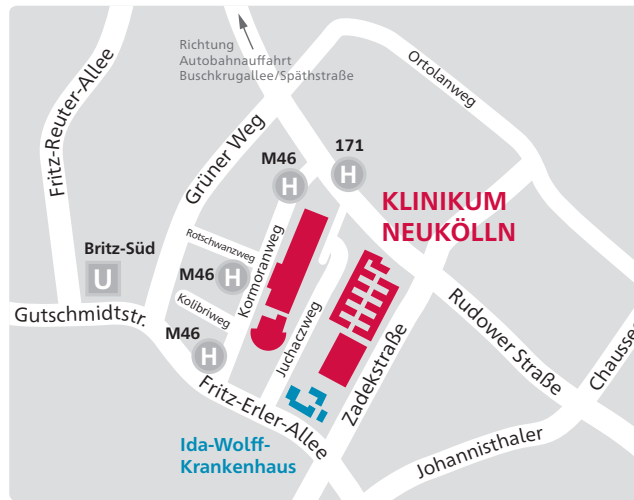 Richtung
Autobahnauffahrt
Buschkrugallee/Späthstraße
Fritz-Reuter-Allee
Ortolanweg
Grüner Weg
171
M46
H
H
KLINIKUM
NEUKÖLLN
Rotschwanzweg
Britz-Süd
U
M46
H
Kormoranweg
Kolibriweg
Gutschmidtstr.
M46
H
Juchaczweg
Rudower Straße
Zadekstraße
Chaussee
Fritz-Erler-Allee
Ida-Wolff-
Krankenhaus
Johannisthaler